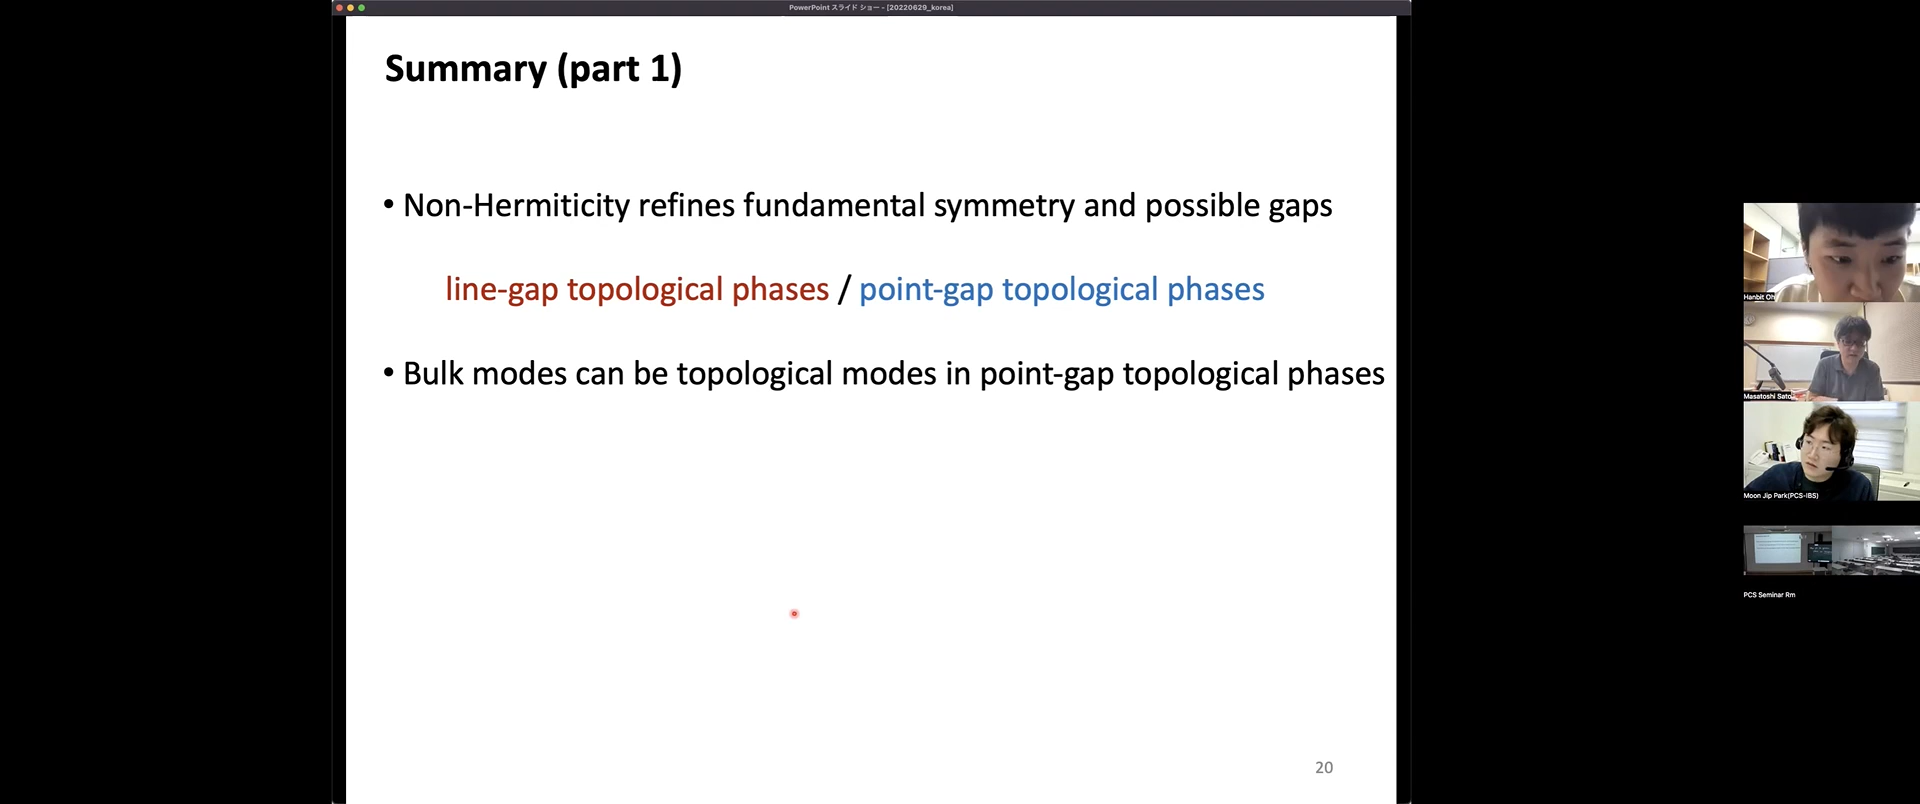 PowerPoint スライド ショー - [20220629_korea]
Summary (part 1)
• Non-Hermiticity refines fundamental symmetry and possible gaps
line-gap topological phases / point-gap topological phases
• Bulk modes can be topological modes in point-gap topological phases
20
Hanbit Oh
Masatoshi Sato
Moon Jip Park(PCS-IBS)
PCS Seminar Rm